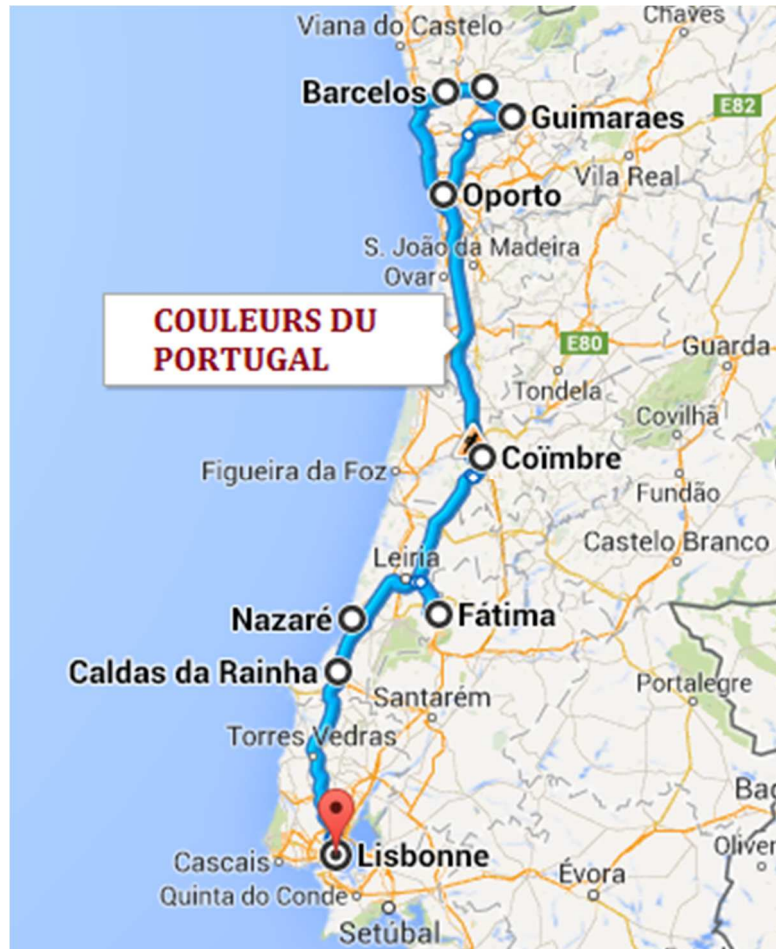 Viana do Castelo
Chaves
Barcelos
Guimaraes
E82
Vila Real
Oporto
S. João da Madeira
Ovar
COULEURS DU
PORTUGAL
E80
Guarda
Tondela
Covilhã
Coïmbre
Figueira da Foz
Fundão
Castelo Branco
Leiria
Nazaré
Fátima
Caldas da Rainha
Portalegre
Santarém
Torres Vedras
Bad
Oliver
Lisbonne
Cascais
Évora
Quinta do Conde
Setúbal